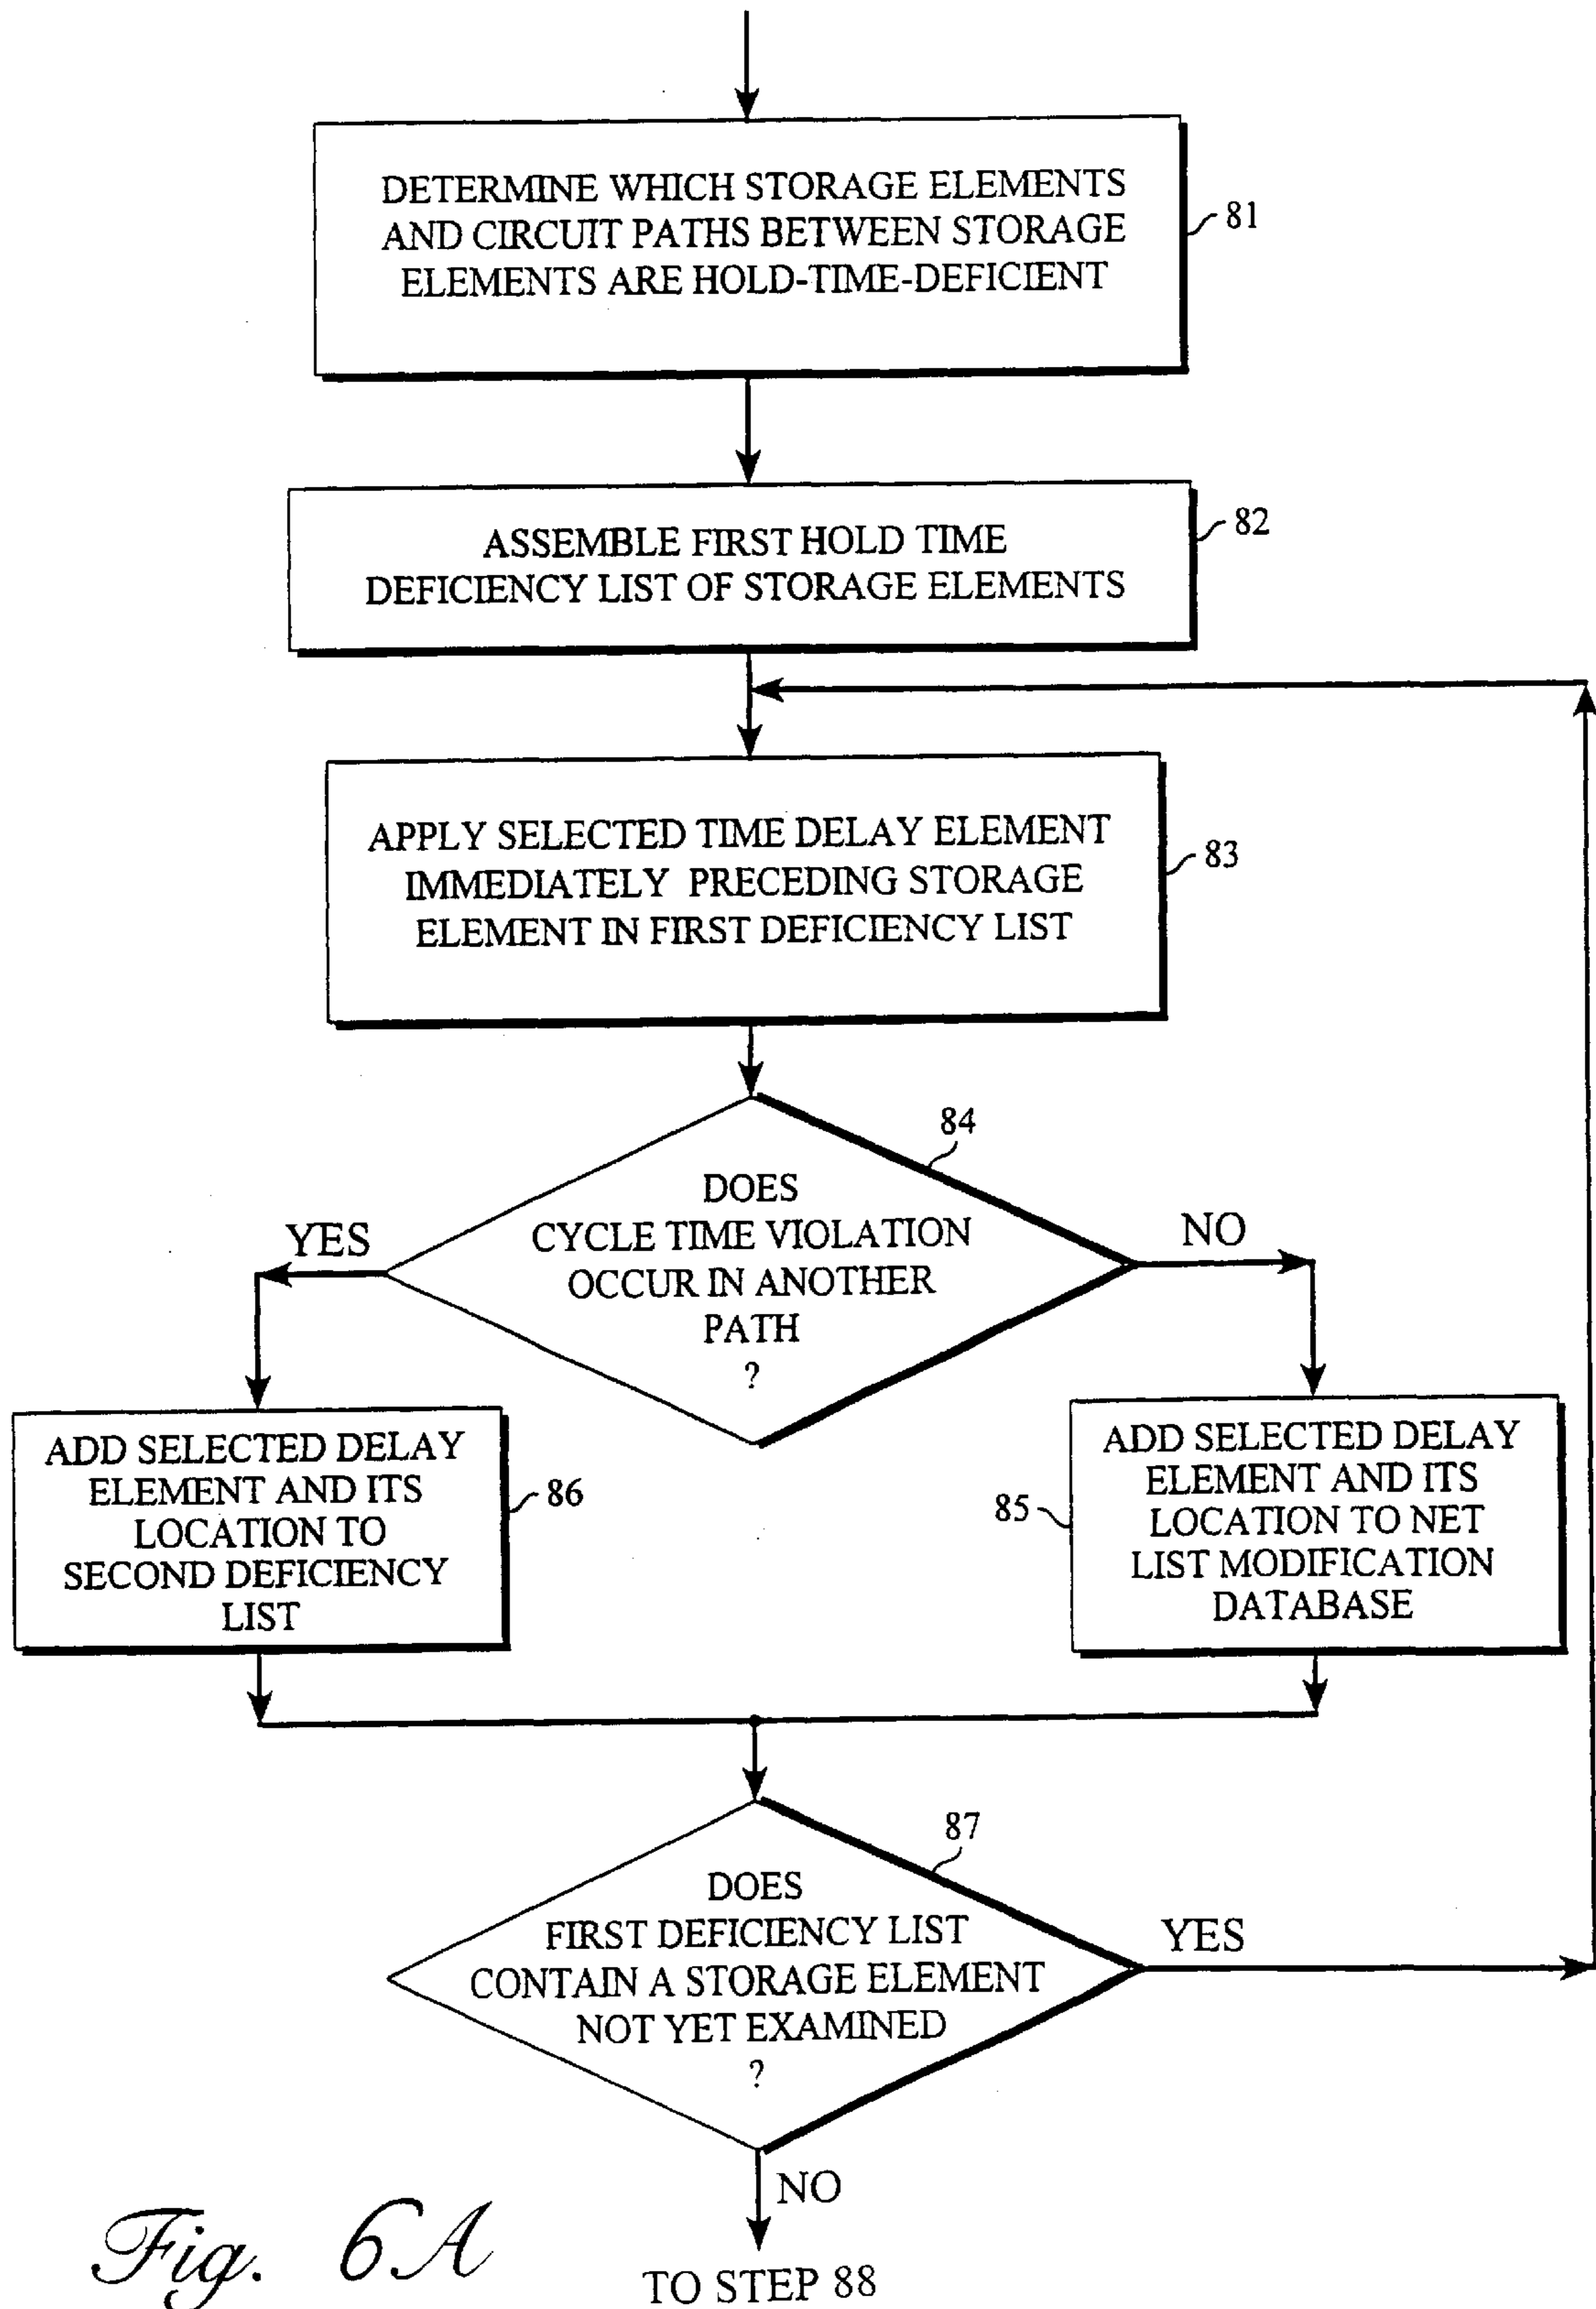 DETERMINE WHICH STORAGE ELEMENTS
AND CIRCUIT PATHS BETWEEN STORAGE
ELEMENTS ARE HOLD-TIME-DEFICIENT
81
ASSEMBLE FIRST HOLD TIME
DEFICIENCY LIST OF STORAGE ELEMENTS
82
APPLY SELECTED TIME DELAY ELEMENT
IMMEDIATELY PRECEDING STORAGE
ELEMENT IN FIRST DEFICIENCY LIST
83
84
DOES
CYCLE TIME VIOLATION
OCCUR IN ANOTHER
PATH
?
YES
NO
ADD SELECTED DELAY
ELEMENT AND ITS
LOCATION TO
SECOND DEFICIENCY
LIST
86
85
ADD SELECTED DELAY
ELEMENT AND ITS
LOCATION TO NET
LIST MODIFICATION
DATABASE
87
DOES
FIRST DEFICIENCY LIST
CONTAIN A STORAGE ELEMENT
NOT YET EXAMINED
?
YES
NO
TO STEP 88
Fig. 6A